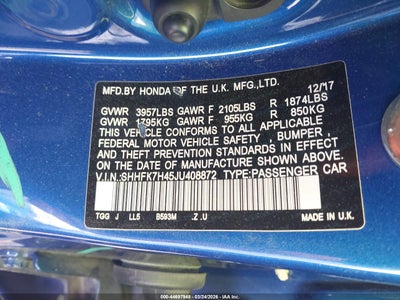 MFD.BY HONDA OF THE U.K. MFG.,LTD. 12/17
GVWR 3957LBS GAWR F 2105LBS R 1874LBS
GVWR 1795KG GAWR F 955KG R 850KG
THIS VEHICLE CONFORMS TO ALL APPLICABLE
FEDERAL MOTOR VEHICLE SAFETY , BUMPER ,
AND THEFT PREVENTION STANDARDS IN EFFECT
ON THE DATE OF MANUFACTURE SHOWN ABOVE.
V.I.N.:SHHFK7H45JU408872 TYPE:PASSENGER CAR
TGG J LL5 B593M .Z .U MADE IN U.K.
000-44697948 - 03/24/2026 - IAA Inc.